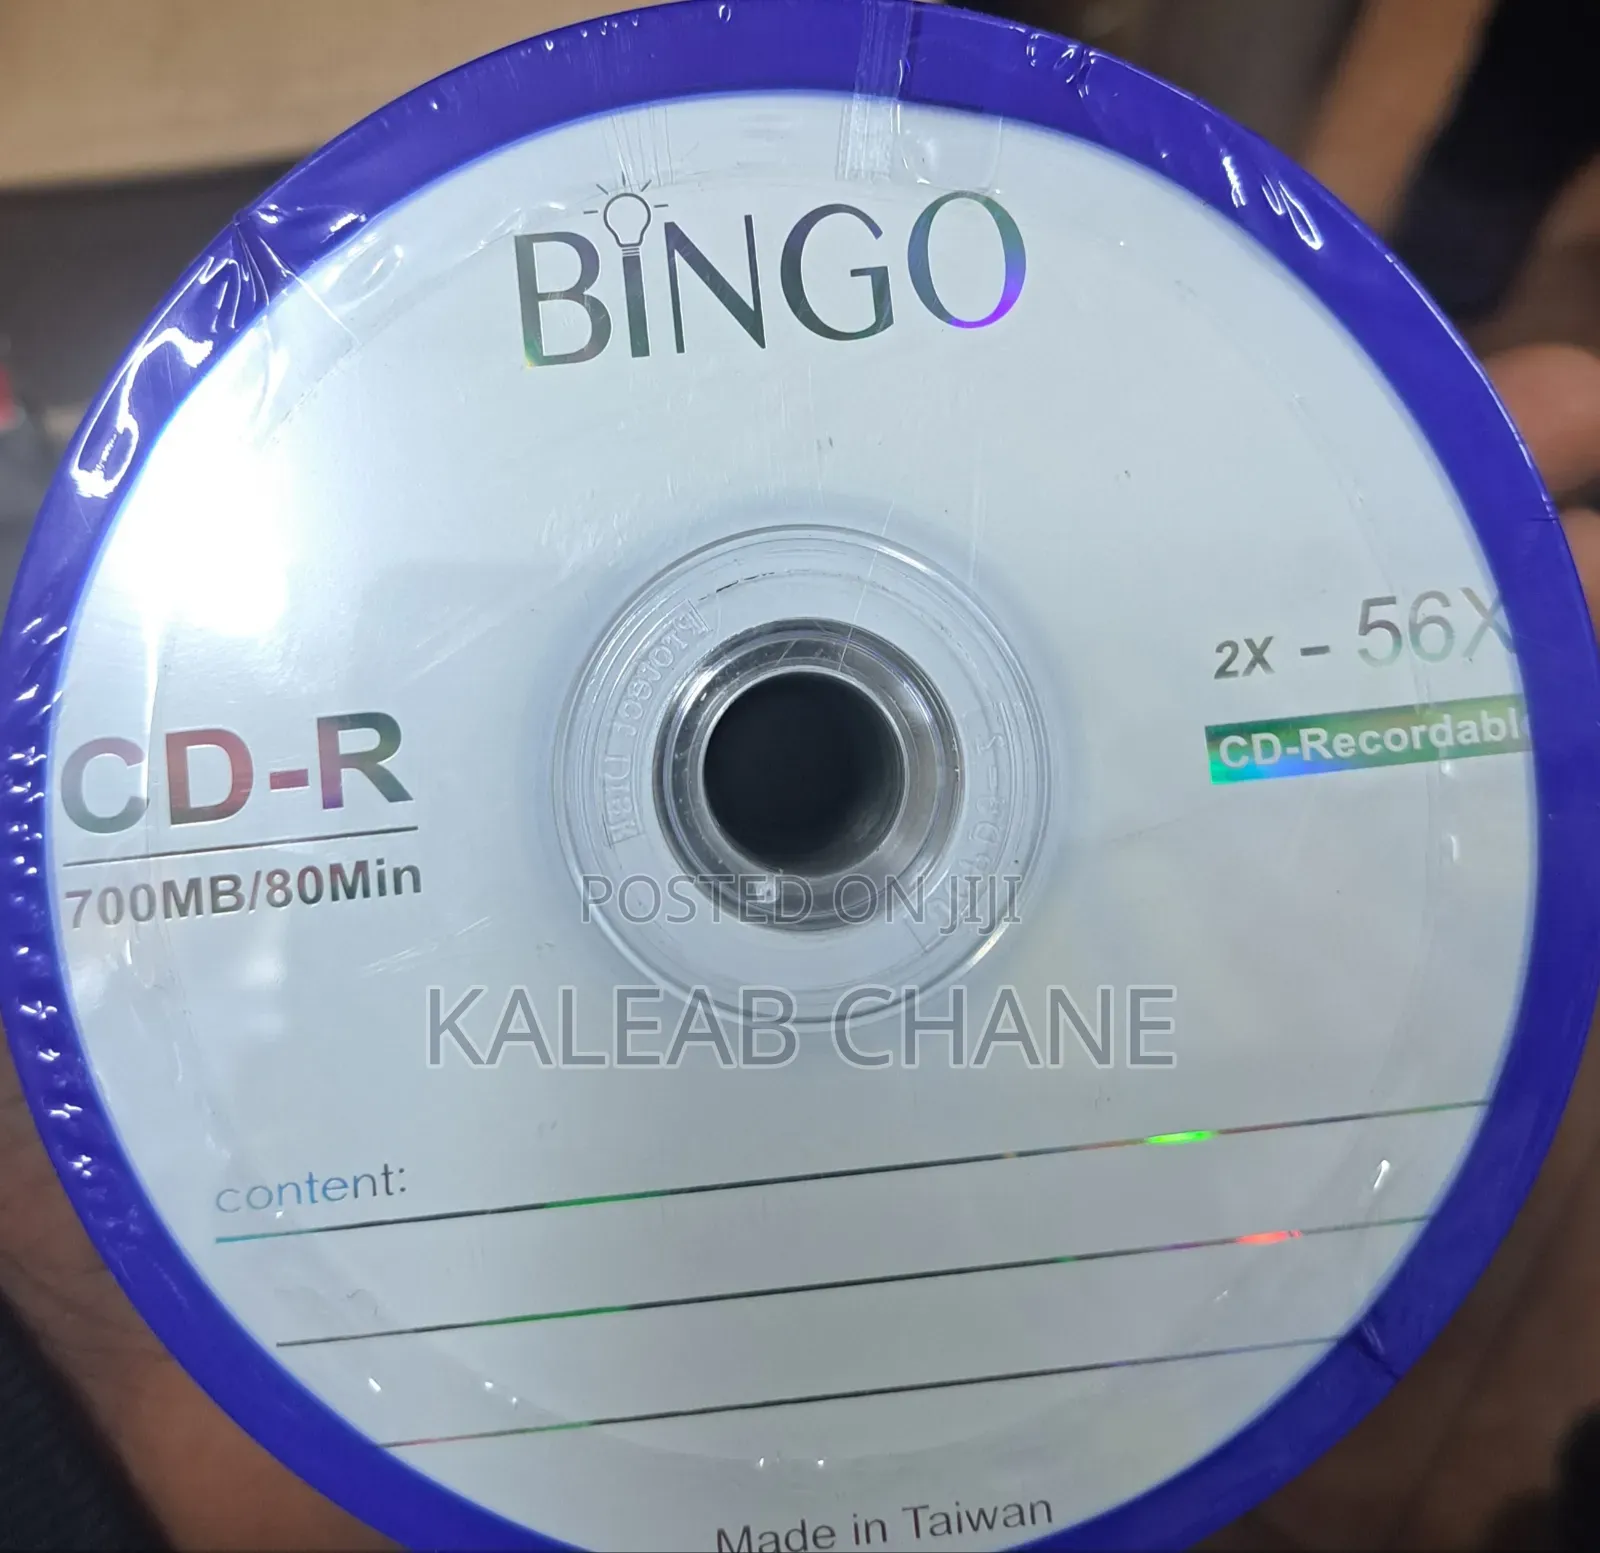 BiNGO
2X - 56X
CD-Recordable
CD-R
700MB/80Min
POSTED ON JIJI
KALEAB CHANE
content:
Made in Taiwan